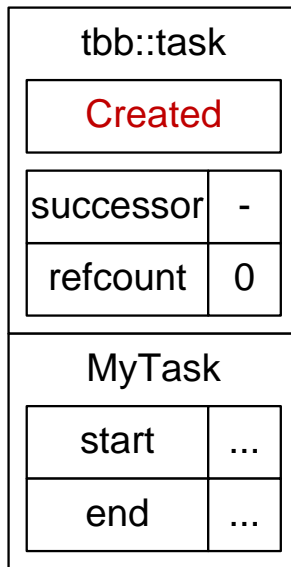 tbb::task
Created
successor -
refcount 0
MyTask
start ...
end ...